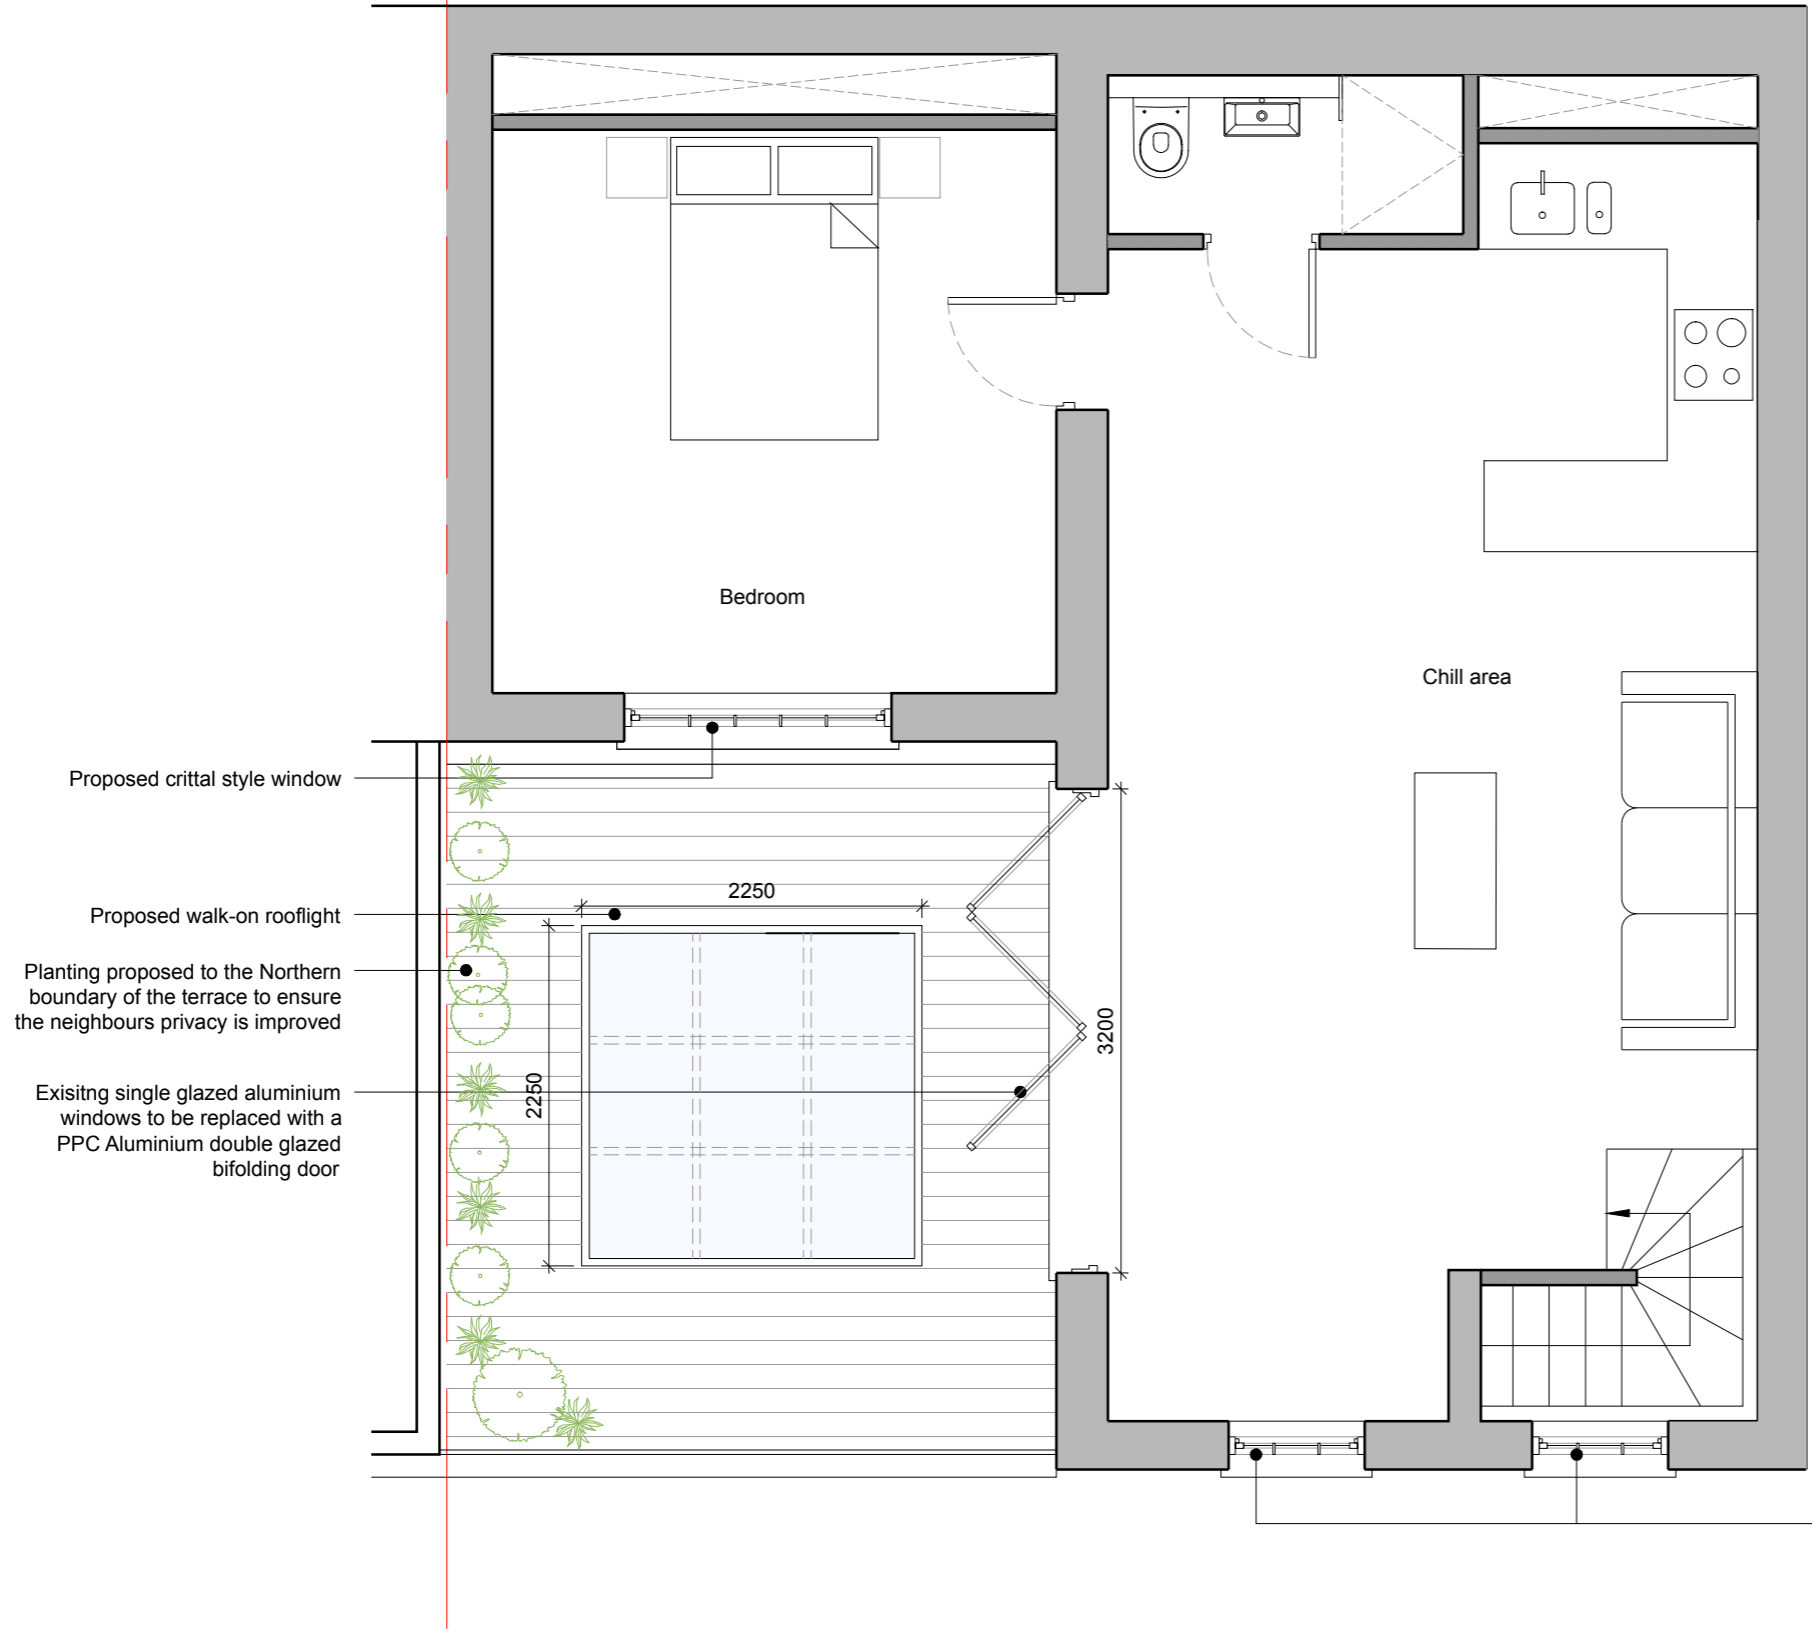 Bedroom
Chill area
Proposed crittal style window
2250
Proposed walk-on rooflight
Planting proposed to the Northern
boundary of the terrace to ensure
the neighbours privacy is improved
3200
2250
Exisitng single glazed aluminium
windows to be replaced with a
PPC Aluminium double glazed
bifolding door